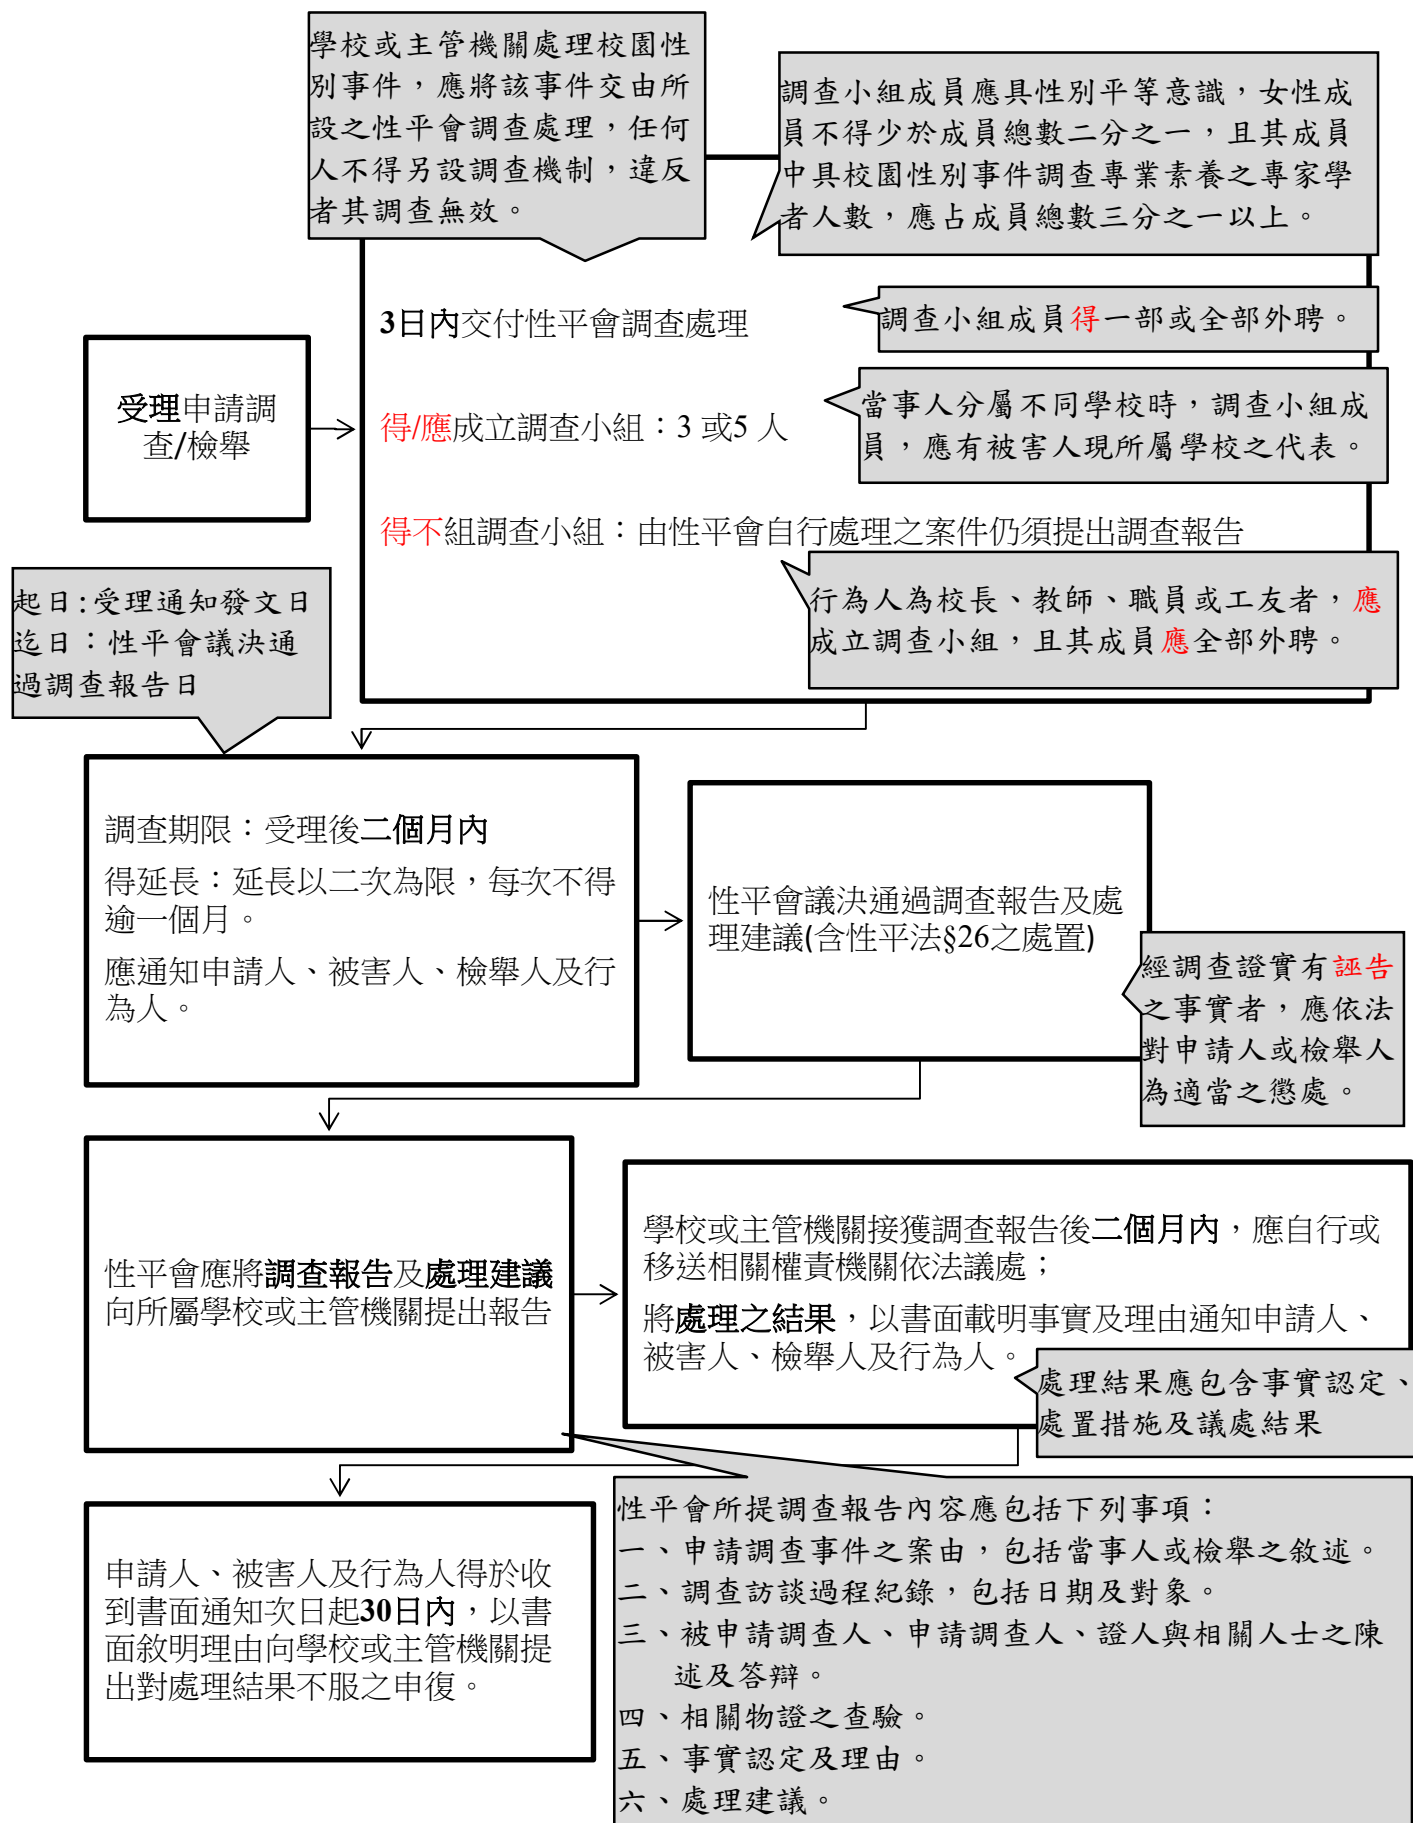 學校或主管機關處理校園性
別事件，應將該事件交由所
設之性平會調查處理，任何
人不得另設調查機制，違反
者其調查無效。
調查小組成員應具性別平等意識，女性成
員不得少於成員總數二分之一，且其成員
中具校園性別事件調查專業素養之專家學
者人數，應占成員總數三分之一以上。
3日內交付性平會調查處理
調查小組成員得一部或全部外聘。
受理申請調
查/檢舉
得/應成立調查小組：3 或5 人
當事人分屬不同學校時，調查小組成
員，應有被害人現所屬學校之代表。
得不組調查小組：由性平會自行處理之案件仍須提出調查報告
行為人為校長、教師、職員或工友者，應
成立調查小組，且其成員應全部外聘。
起日:受理通知發文日
迄日：性平會議決通
過調查報告日
調查期限：受理後二個月內
得延長：延長以二次為限，每次不得
逾一個月。
應通知申請人、被害人、檢舉人及行
為人。
性平會議決通過調查報告及處
理建議(含性平法§26之處置)
經調查證實有誣告
之事實者，應依法
對申請人或檢舉人
為適當之懲處。
性平會應將調查報告及處理建議
向所屬學校或主管機關提出報告
學校或主管機關接獲調查報告後二個月內，應自行或
移送相關權責機關依法議處；
將處理之結果，以書面載明事實及理由通知申請人、
被害人、檢舉人及行為人。
處理結果應包含事實認定、
處置措施及議處結果
申請人、被害人及行為人得於收
到書面通知次日起30日內，以書
面敘明理由向學校或主管機關提
出對處理結果不服之申復。
性平會所提調查報告內容應包括下列事項：
一、申請調查事件之案由，包括當事人或檢舉之敘述。
二、調查訪談過程紀錄，包括日期及對象。
三、被申請調查人、申請調查人、證人與相關人士之陳
述及答辯。
四、相關物證之查驗。
五、事實認定及理由。
六、處理建議。